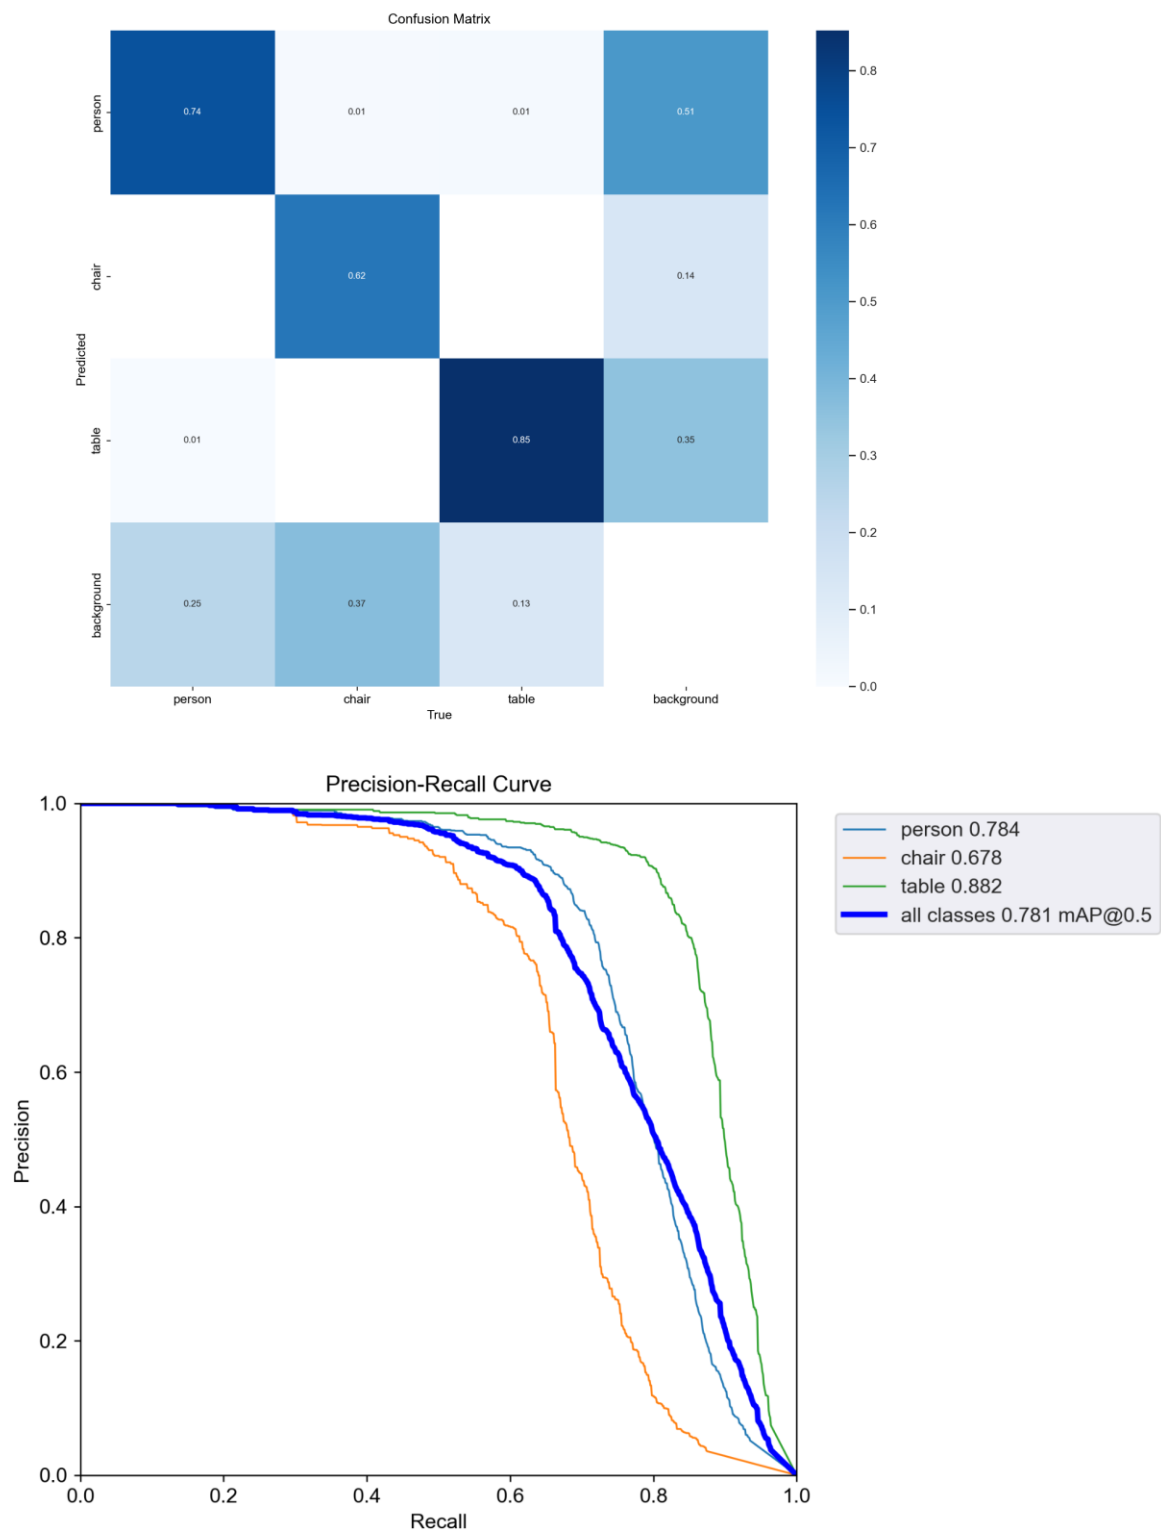 Confusion Matrix
person
0.74
0.01
0.01
0.51
chair
0.62
0.14
Predicted
table
0.01
0.85
0.35
background
0.25
0.37
0.13
person
chair
table
background
True
0.8
0.7
0.6
0.5
0.4
0.3
0.2
0.1
0.0
Precision-Recall Curve
1.0
0.8
0.6
0.4
0.2
0.0
Precision
0.0
0.2
0.4
0.6
0.8
1.0
Recall
person 0.784
chair 0.678
table 0.882
all classes 0.781 mAP@0.5